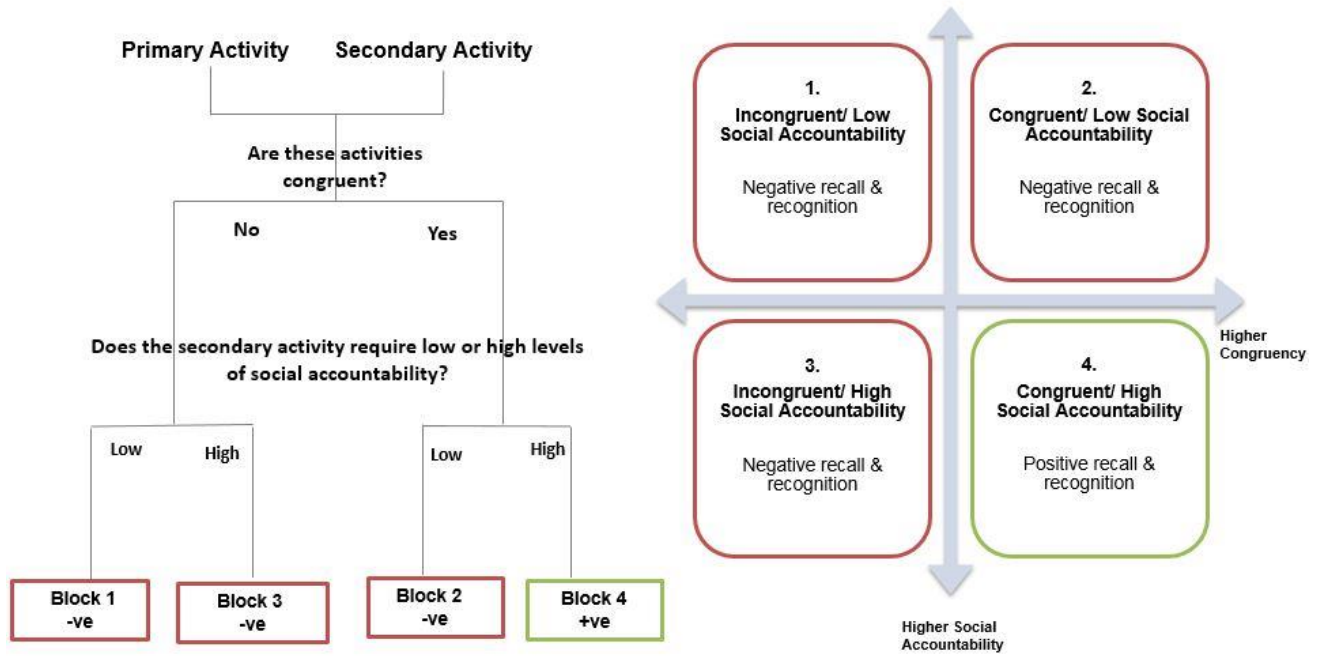 Primary Activity
Secondary Activity
Are these activities
congruent?
No
Yes
Does the secondary activity require low or high levels
of social accountability?
Low
High
Low
High
Block 1
-ve
Block 3
-ve
Block 2
-ve
Block 4
+ve
1.
Incongruent/ Low
Social Accountability
Negative recall &
recognition
2.
Congruent/ Low Social
Accountability
Negative recall &
recognition
3.
Incongruent/ High
Social Accountability
Negative recall &
recognition
4.
Congruent/ High
Social Accountability
Positive recall &
recognition
Higher
Congruency
Higher Social
Accountability